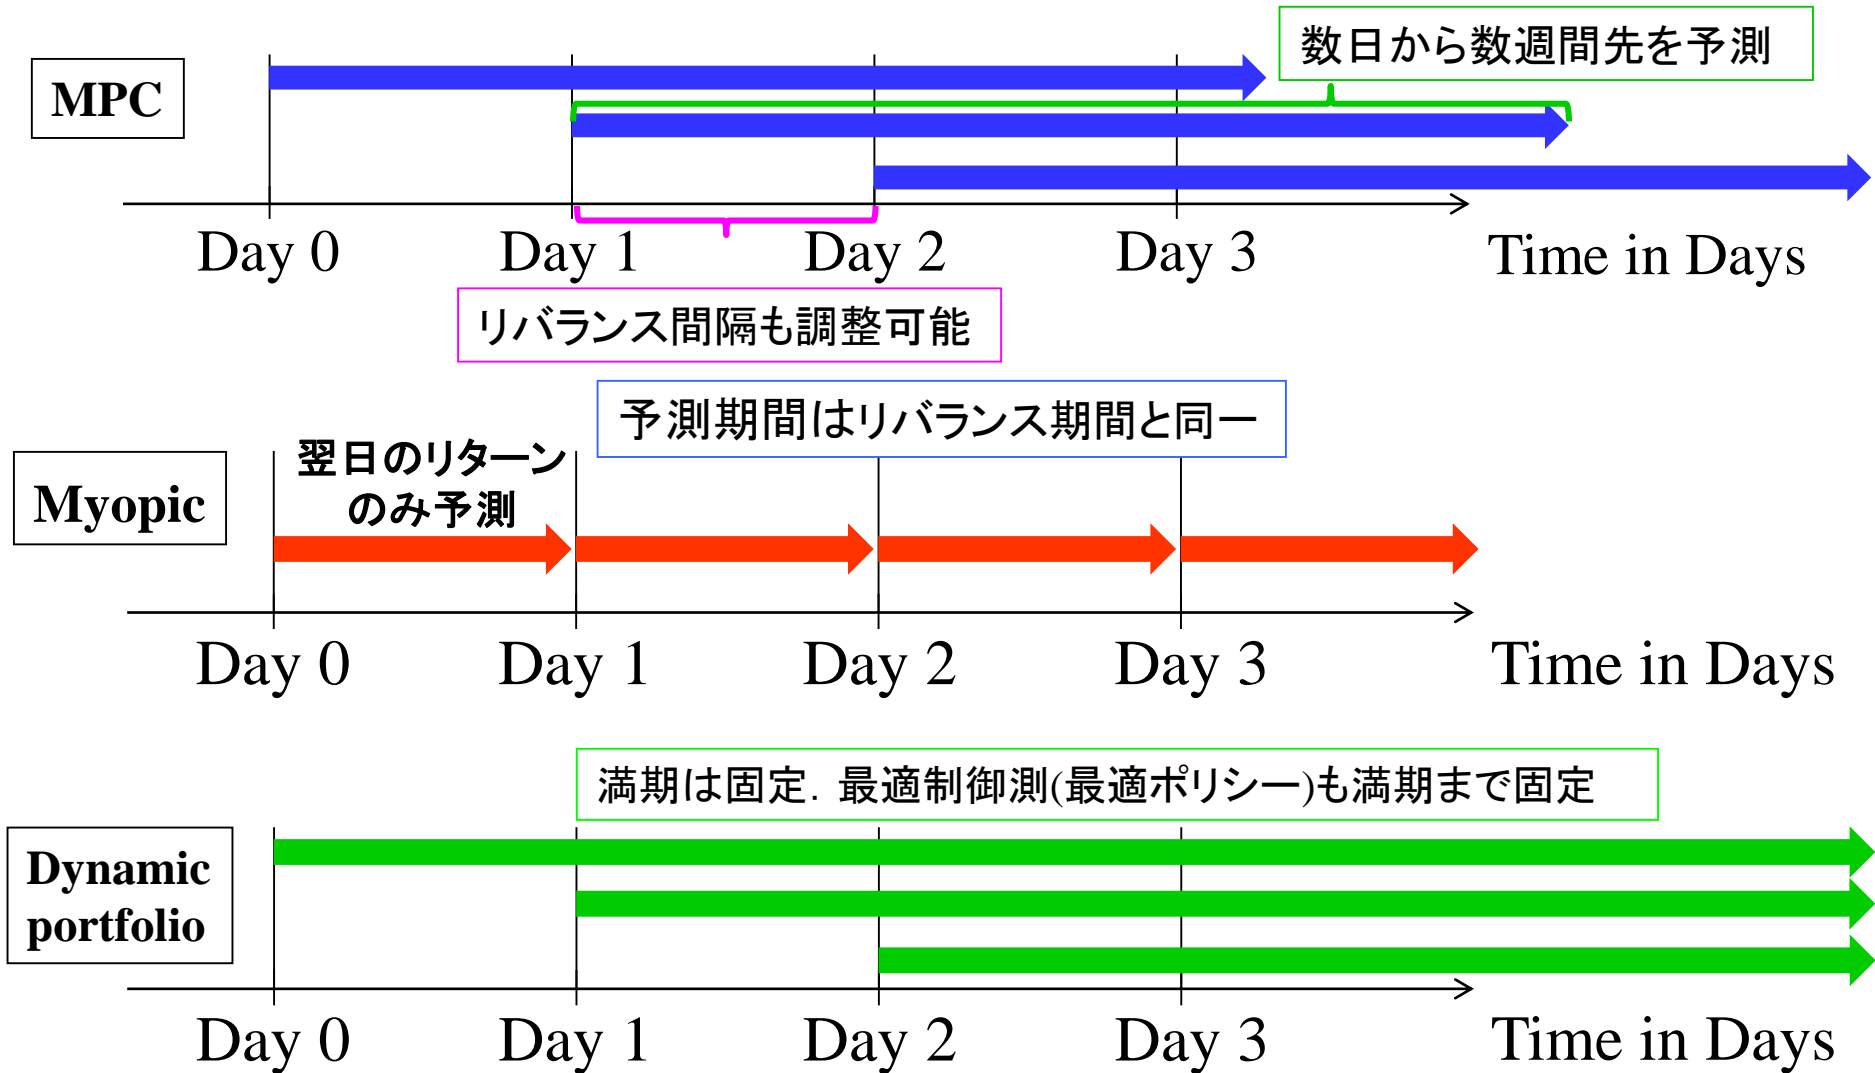 数日から数週間先を予測
MPC
Day 0
Day 1
Day 2
Day 3
Time in Days
リバランス間隔も調整可能
予測期間はリバランス期間と同一
翌日のリターン
のみ予測
Myopic
Day 0
Day 1
Day 2
Day 3
Time in Days
満期は固定. 最適制御測(最適ポリシー)も満期まで固定
Dynamic
portfolio
Day 0
Day 1
Day 2
Day 3
Time in Days